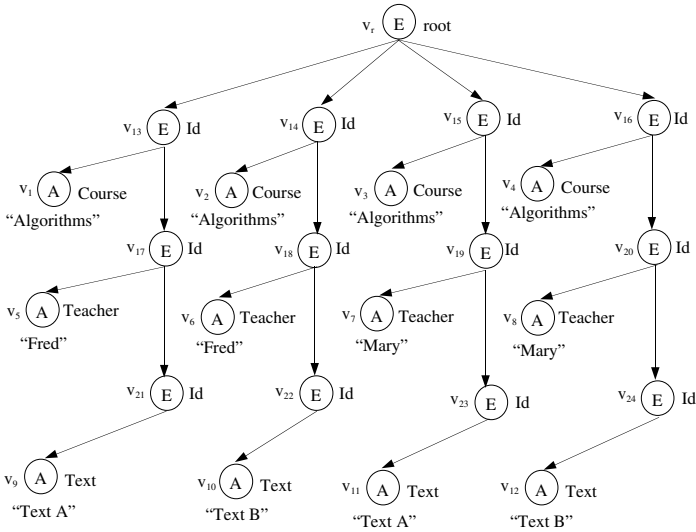 v_r E root
v_13 E Id v_14 E Id v_15 E Id v_16 E Id
v_1 A Course v_2 A Course v_3 A Course v_4 A Course
“Algorithms” “Algorithms” “Algorithms” “Algorithms”
v_17 E Id v_18 E Id v_19 E Id v_20 E Id
v_5 A Teacher v_6 A Teacher v_7 A Teacher v_8 A Teacher
“Fred” “Fred” “Mary” “Mary”
v_21 E Id v_22 E Id v_23 E Id v_24 E Id
v_9 A Text v_10 A Text v_11 A Text v_12 A Text
“Text A” “Text B” “Text A” “Text B”